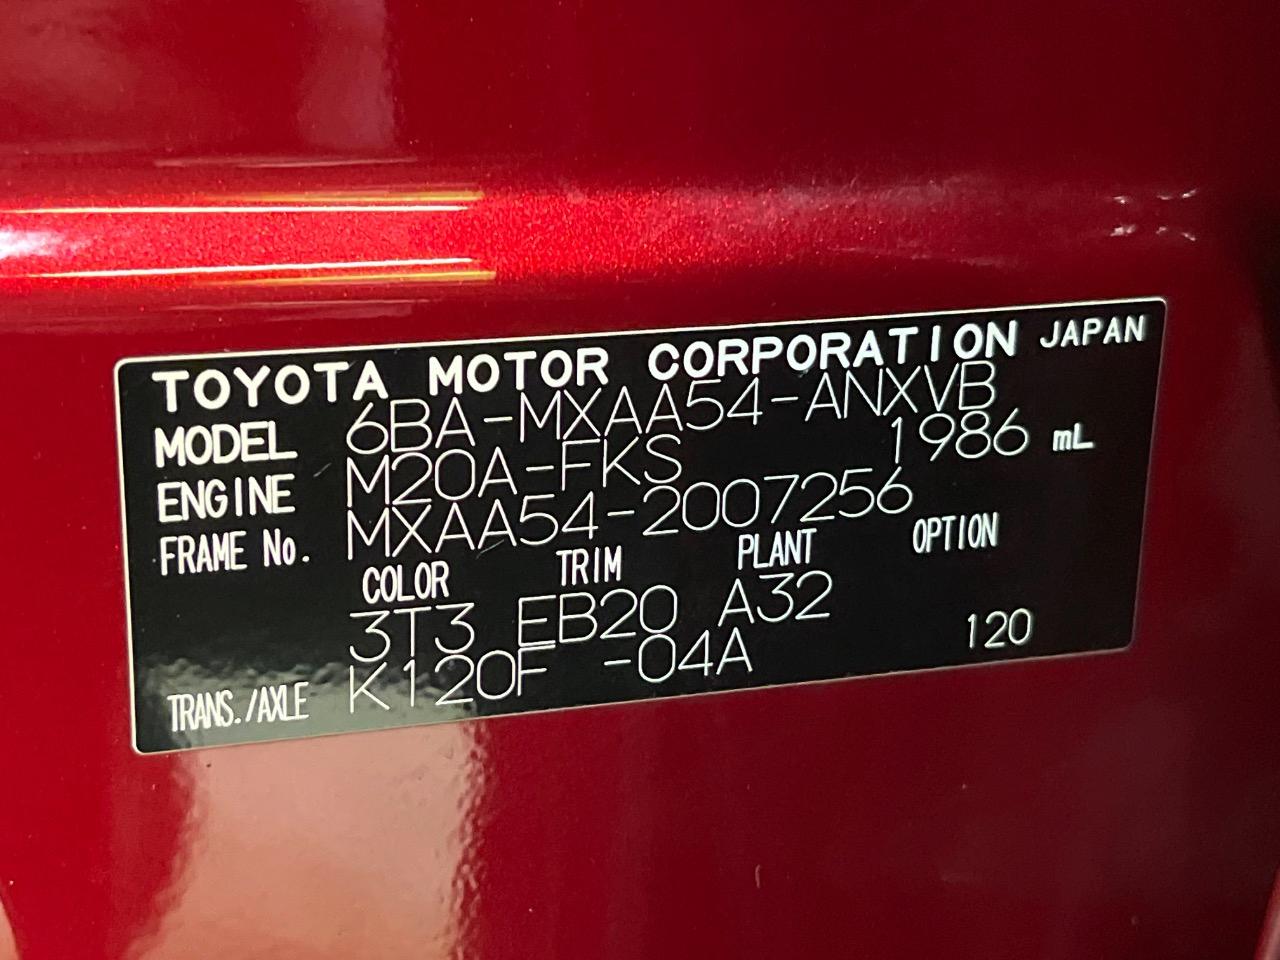 TOYOTA MOTOR CORPORATION JAPAN
MODEL 6BA-MXAA54-ANXVB
ENGINE M20A-FKS 1986 mL
FRAME No. MXAA54-2007256
COLOR TRIM PLANT OPTION
3T3 EB20 A32
TRANS./AXLE K120F -04A 120